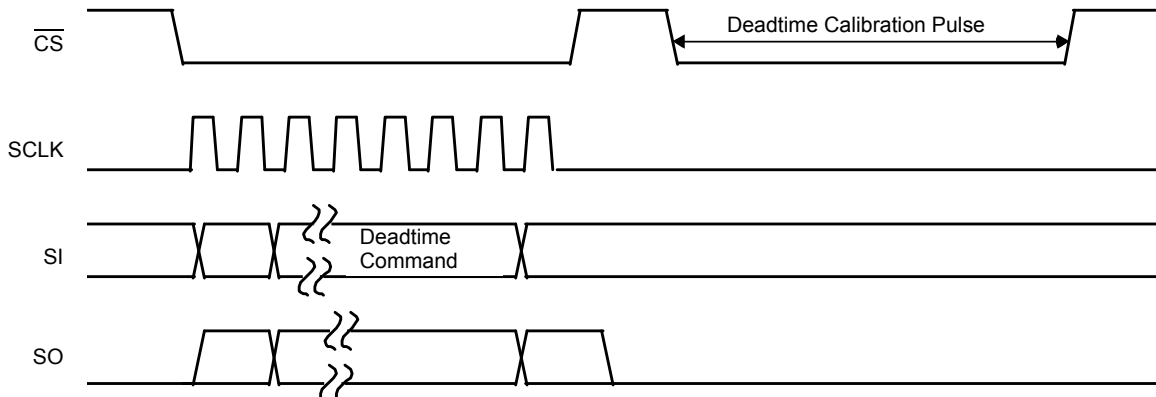 Deadtime Calibration Pulse
CS
SCLK
SI
Deadtime
Command
SO